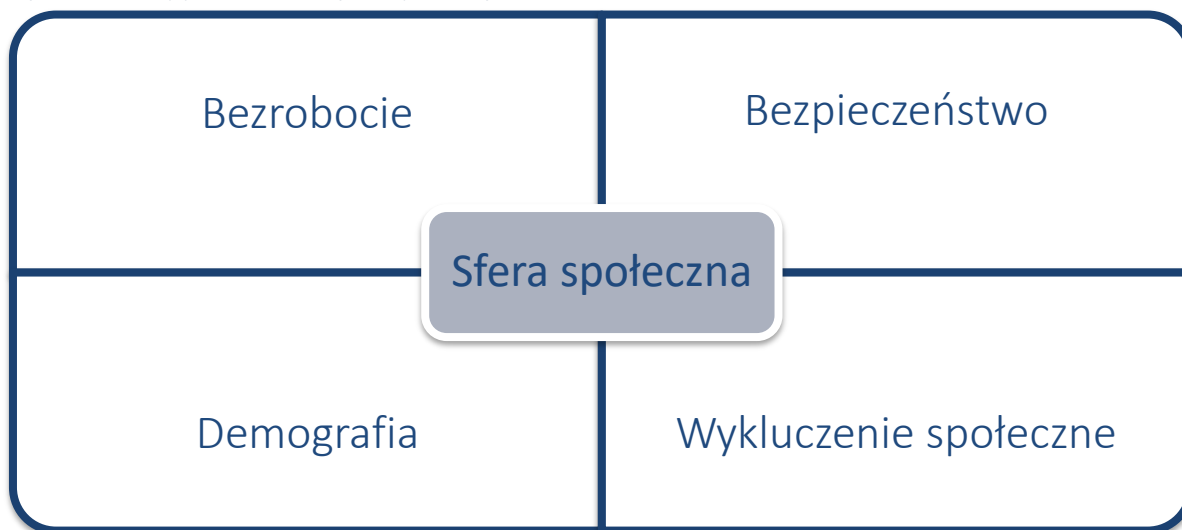 Bezrobocie
Bezpieczeństwo
Sfera społeczna
Demografia
Wykluczenie społeczne